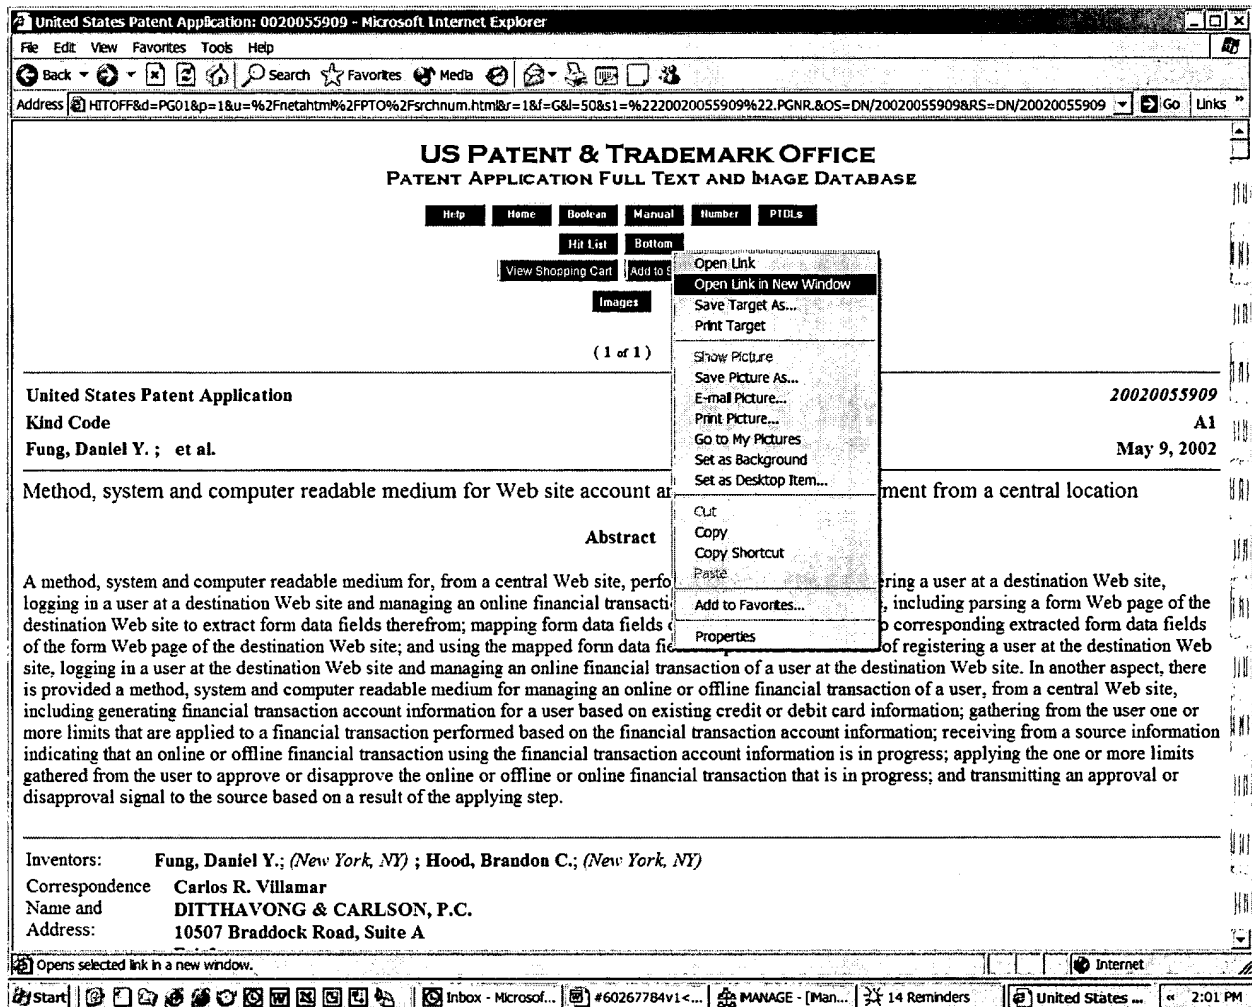 United States Patent Application: 0020055909 - Microsoft Internet Explorer
File Edit View Favorites Tools Help
Back Search Favorites Media
Address HITOFF&d=PG01&p=1&u=%2Fnetahtml%2FPTO%2Fsrchnum.html&r=1&f=G&l=50&s1=%2220020055909%22.PGNR.&OS=DN/20020055909&RS=DN/20020055909 Go Links »
US PATENT & TRADEMARK OFFICE
PATENT APPLICATION FULL TEXT AND IMAGE DATABASE
Help Home Boolean Manual Number PTDLs
Hit List Bottom
View Shopping Cart Add to S
Images
Open Link
Open Link in New Window
Save Target As...
Print Target
Show Picture
Save Picture As...
E-mail Picture...
Print Picture...
Go to My Pictures
Set as Background
Set as Desktop Item...
Cut
Copy
Copy Shortcut
Paste
Add to Favorites...
Properties
( 1 of 1 )
United States Patent Application 20020055909
Kind Code A1
Fung, Daniel Y. ; et al. May 9, 2002
Method, system and computer readable medium for Web site account ment from a central location
Abstract
A method, system and computer readable medium for, from a central Web site, perfo ering a user at a destination Web site,
logging in a user at a destination Web site and managing an online financial transacti , including parsing a form Web page of the
destination Web site to extract form data fields therefrom; mapping form data fields o corresponding extracted form data fields
of the form Web page of the destination Web site; and using the mapped form data fie of registering a user at the destination Web
site, logging in a user at the destination Web site and managing an online financial transaction of a user at the destination Web site. In another aspect, there
is provided a method, system and computer readable medium for managing an online or offline financial transaction of a user, from a central Web site,
including generating financial transaction account information for a user based on existing credit or debit card information; gathering from the user one or
more limits that are applied to a financial transaction performed based on the financial transaction account information; receiving from a source information
indicating that an online or offline financial transaction using the financial transaction account information is in progress; applying the one or more limits
gathered from the user to approve or disapprove the online or offline or online financial transaction that is in progress; and transmitting an approval or
disapproval signal to the source based on a result of the applying step.
Inventors: Fung, Daniel Y.; (New York, NY) ; Hood, Brandon C.; (New York, NY)
Correspondence Carlos R. Villamar
Name and DITTHAVONG & CARLSON, P.C.
Address: 10507 Braddock Road, Suite A
Opens selected link in a new window. Internet
Start Inbox - Microsof... #60267784v1<... MANAGE - [Man... 14 Reminders United States ... « 2:01 PM